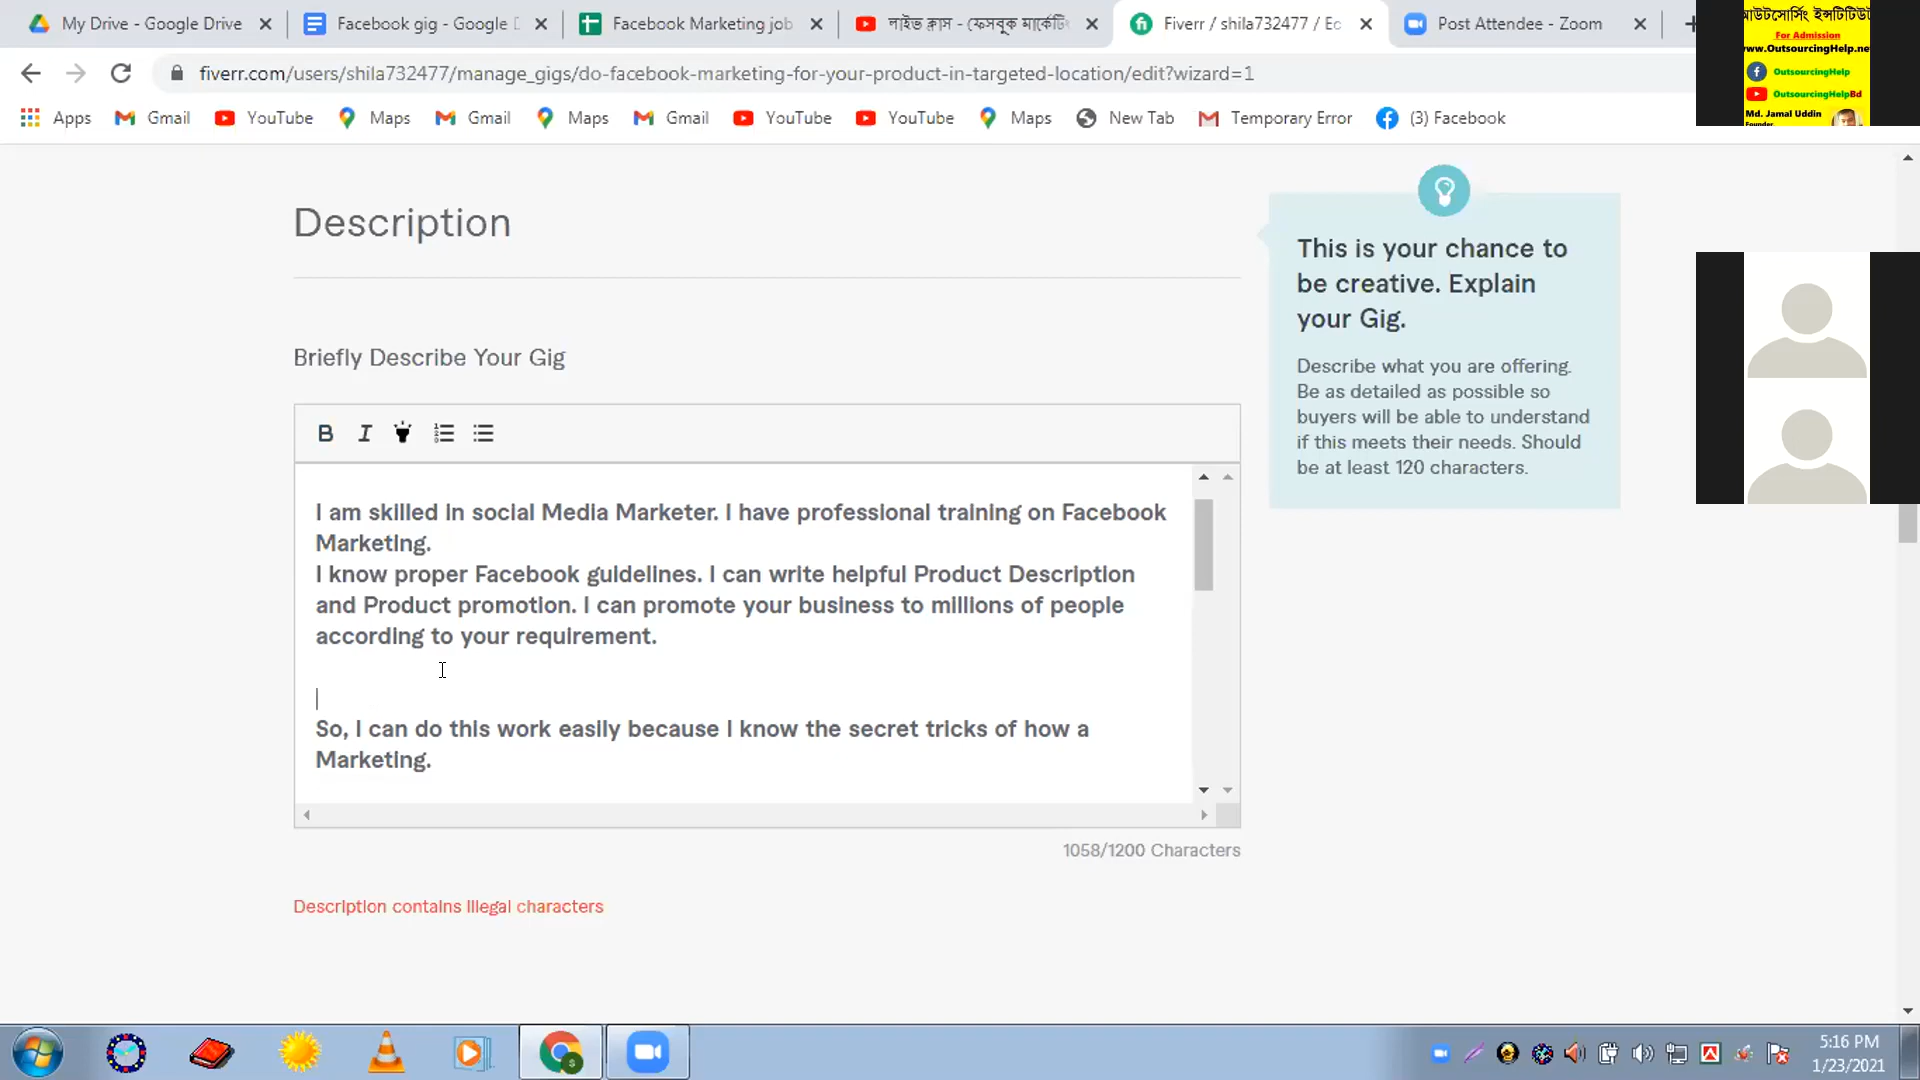 My Drive - Google Drive
Facebook gig - Google D
Facebook Marketing job
লাইভ ক্লাস - ফেসবুক মার্কেটিং
Fiverr / shila732477 / Ec
Post Attendee - Zoom
fiverr.com/users/shila732477/manage_gigs/do-facebook-marketing-for-your-product-in-targeted-location/edit?wizard=1
Apps
Gmail
YouTube
Maps
Gmail
Maps
Gmail
YouTube
YouTube
Maps
New Tab
Temporary Error
(3) Facebook
আউটসোর্সিং ইন্সটিটিউট
For Admission
www.OutsourcingHelp.net
OutsourcingHelp
OutsourcingHelpBd
Md. Jamal Uddin
Founder
Description
Briefly Describe Your Gig
B I
I am skilled in social Media Marketer. I have professional training on Facebook
Marketing.
I know proper Facebook guidelines. I can write helpful Product Description
and Product promotion. I can promote your business to millions of people
according to your requirement.
So, I can do this work easily because I know the secret tricks of how a
Marketing.
1058/1200 Characters
Description contains illegal characters
This is your chance to
be creative. Explain
your Gig.
Describe what you are offering.
Be as detailed as possible so
buyers will be able to understand
if this meets their needs. Should
be at least 120 characters.
5:16 PM
1/23/2021